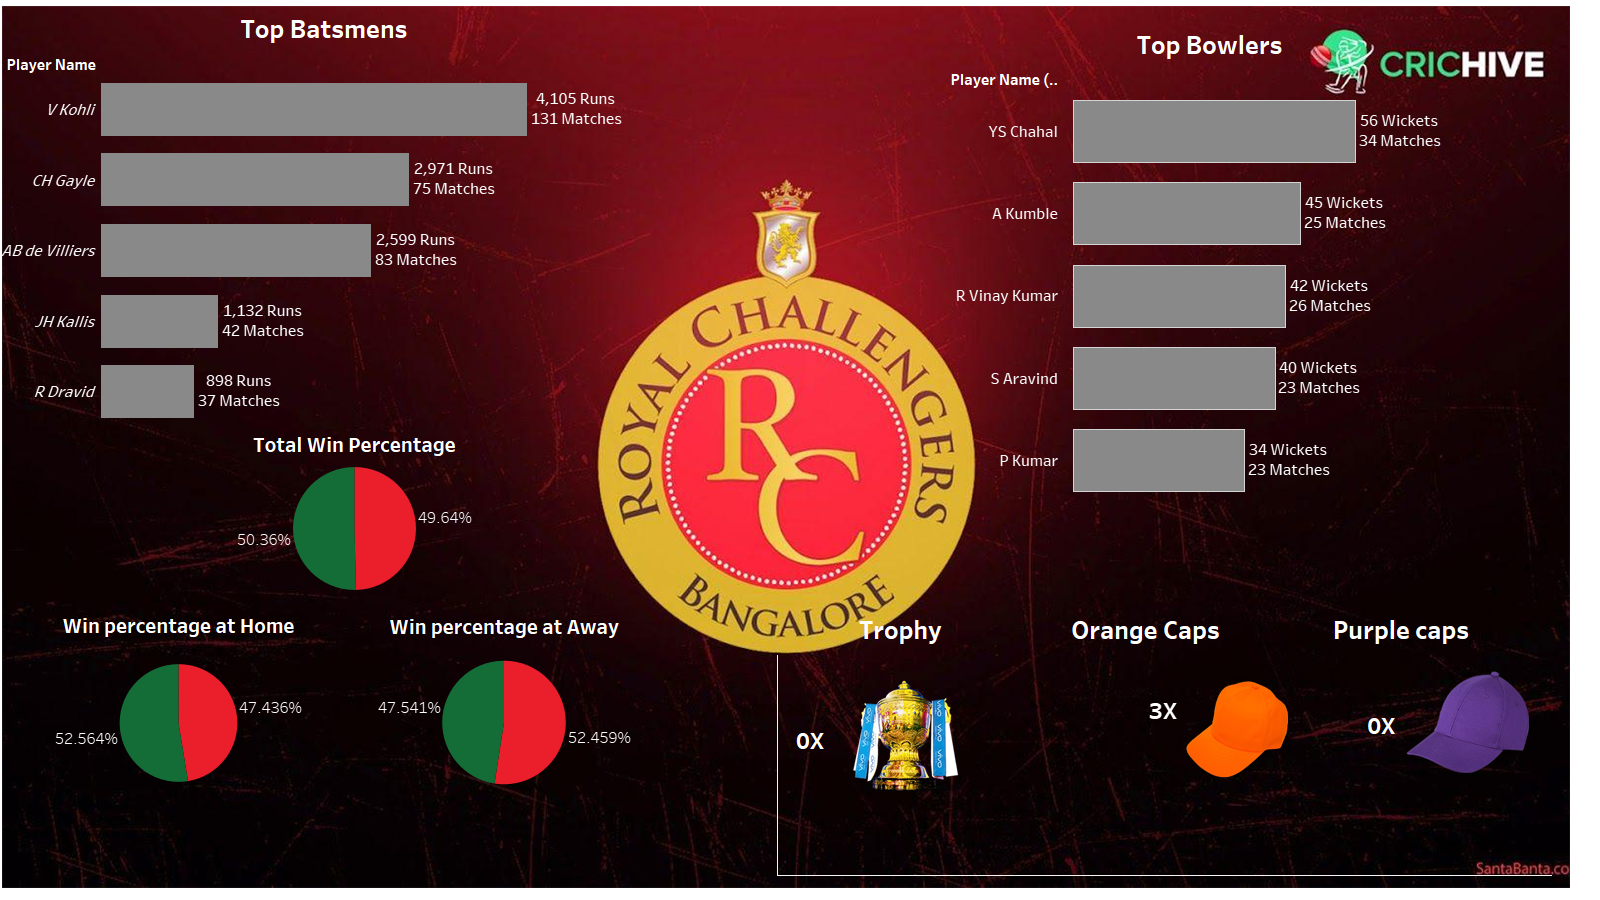 Top Batsmens
Player Name
V Kohli
4,105 Runs
131 Matches
CH Gayle
2,971 Runs
75 Matches
AB de Villiers
2,599 Runs
83 Matches
JH Kallis
1,132 Runs
42 Matches
R Dravid
898 Runs
37 Matches
Top Bowlers
CRICHIVE
Player Name (..
YS Chahal
56 Wickets
34 Matches
A Kumble
45 Wickets
25 Matches
R Vinay Kumar
42 Wickets
26 Matches
S Aravind
40 Wickets
23 Matches
P Kumar
34 Wickets
23 Matches
ROYAL CHALLENGERS
RC
BANGALORE
Total Win Percentage
49.64%
50.36%
Win percentage at Home
47.436%
52.564%
Win percentage at Away
47.541%
52.459%
Trophy
0X
VIVO
VIVO
VIVO
VIVO
Orange Caps
3X
Purple caps
0X
SantaBanta.co